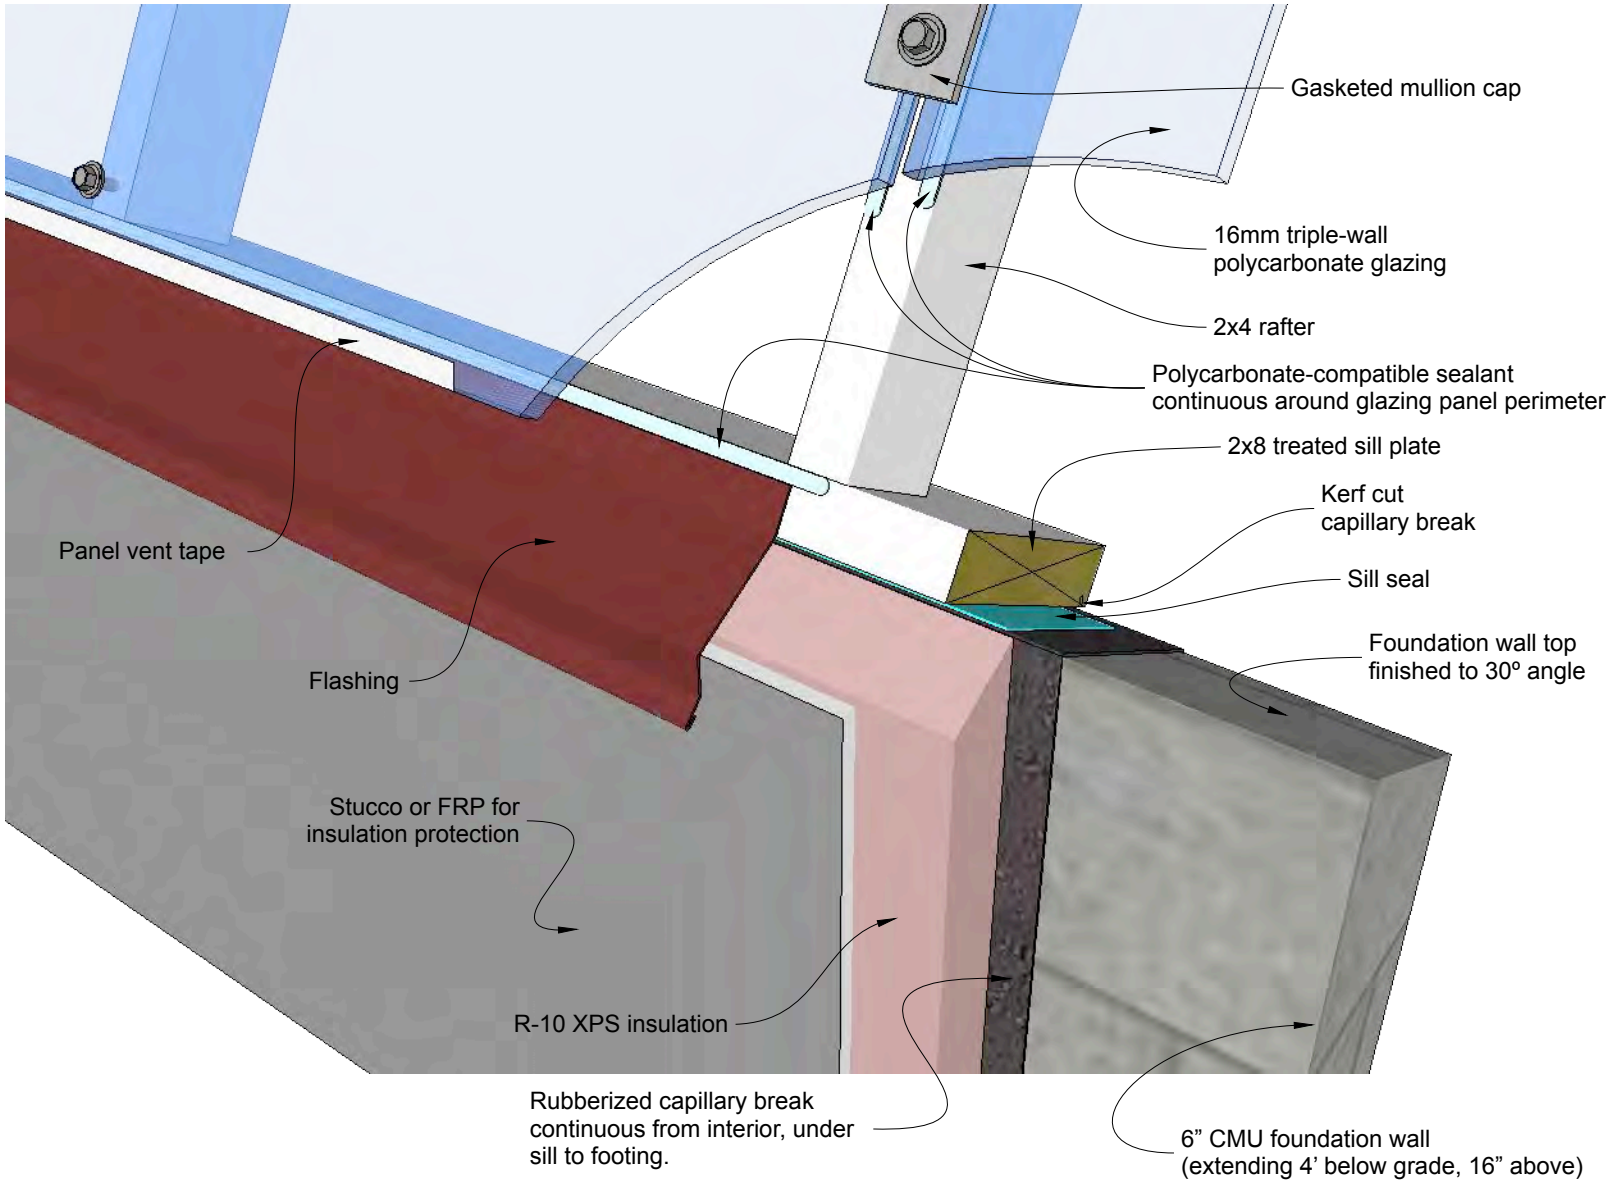 Gasketed mullion cap
16mm triple-wall
polycarbonate glazing
2x4 rafter
Polycarbonate-compatible sealant
continuous around glazing panel perimeter
2x8 treated sill plate
Kerf cut
capillary break
Sill seal
Foundation wall top
finished to 30º angle
Panel vent tape
Flashing
Stucco or FRP for
insulation protection
R-10 XPS insulation
Rubberized capillary break
continuous from interior, under
sill to footing.
6” CMU foundation wall
(extending 4’ below grade, 16” above)